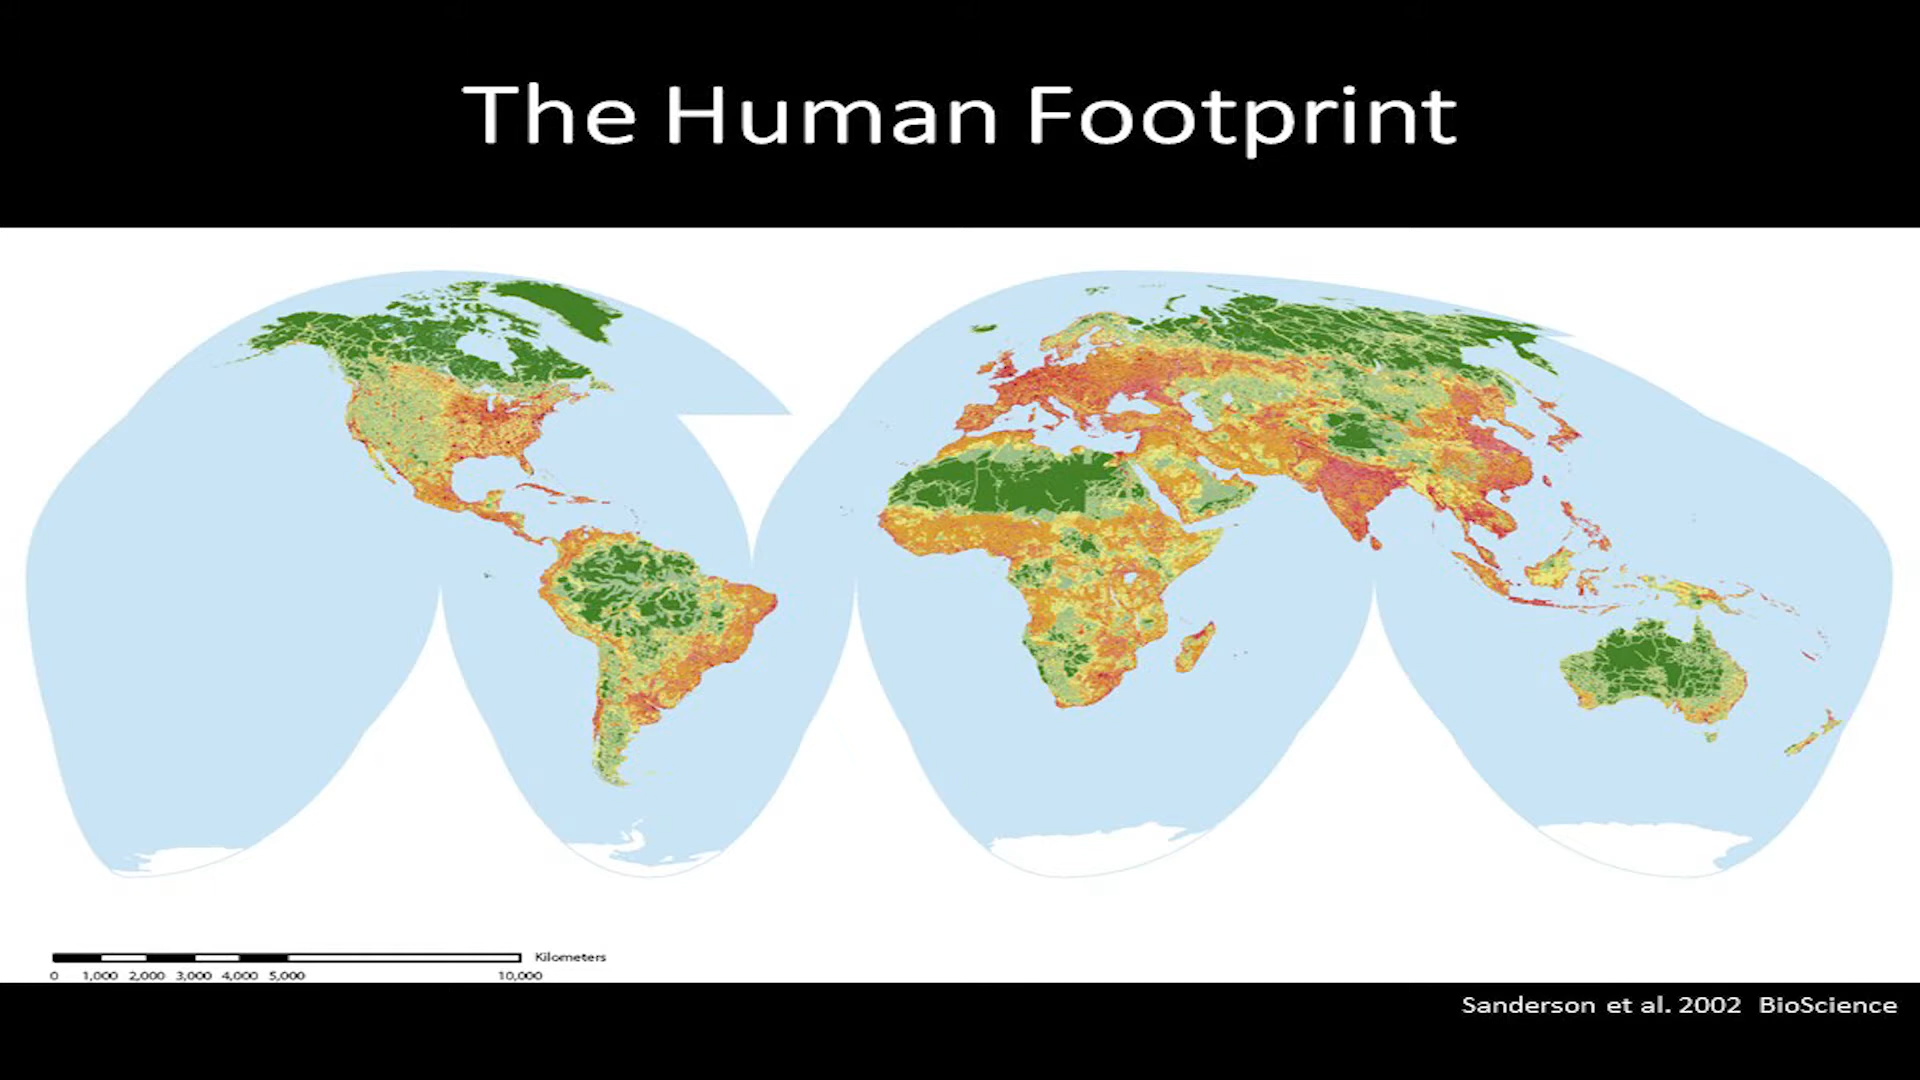 The Human Footprint
Kilometers
0 1,000 2,000 3,000 4,000 5,000 10,000
Sanderson et al. 2002 BioScience